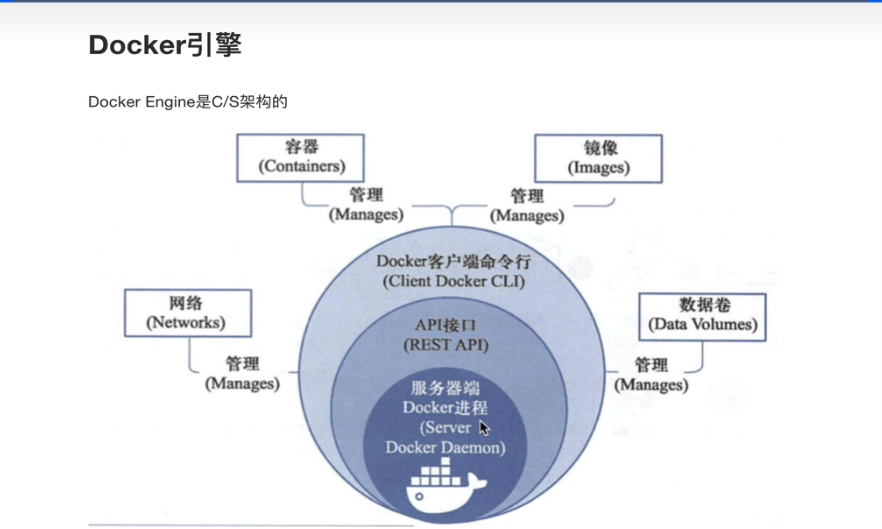 Docker引擎
Docker Engine是C/S架构的
容器
(Containers)
镜像
(Images)
管理
(Manages)
管理
(Manages)
Docker客户端命令行
(Client Docker CLI)
网络
(Networks)
数据卷
(Data Volumes)
API接口
(REST API)
管理
(Manages)
管理
(Manages)
服务器端
Docker进程
(Server
Docker Daemon)